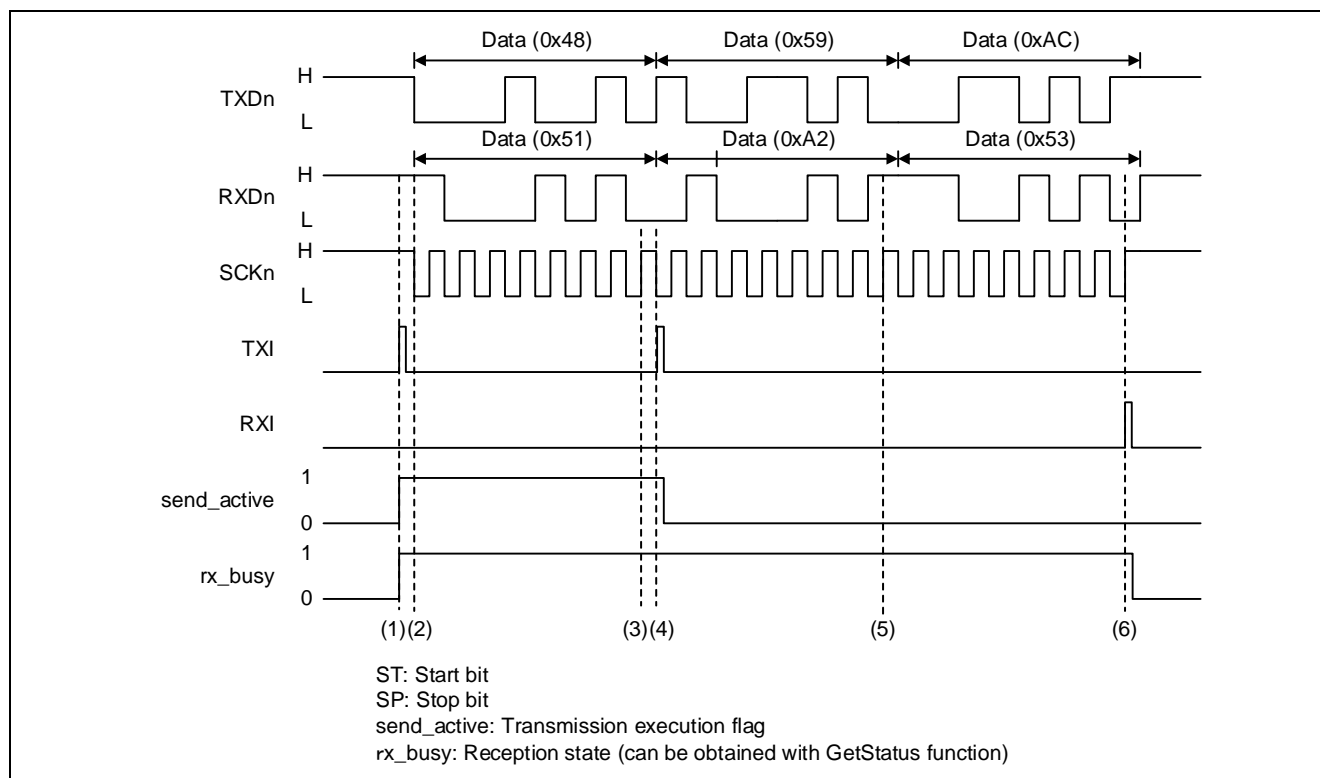 Data (0x48) Data (0x59) Data (0xAC)
H
TXDn
L
Data (0x51) Data (0xA2) Data (0x53)
H
RXDn
L
H
SCKn
L
TXI
RXI
1
send_active
0
1
rx_busy
0
(1) (2) (3) (4) (5) (6)
ST: Start bit
SP: Stop bit
send_active: Transmission execution flag
rx_busy: Reception state (can be obtained with GetStatus function)